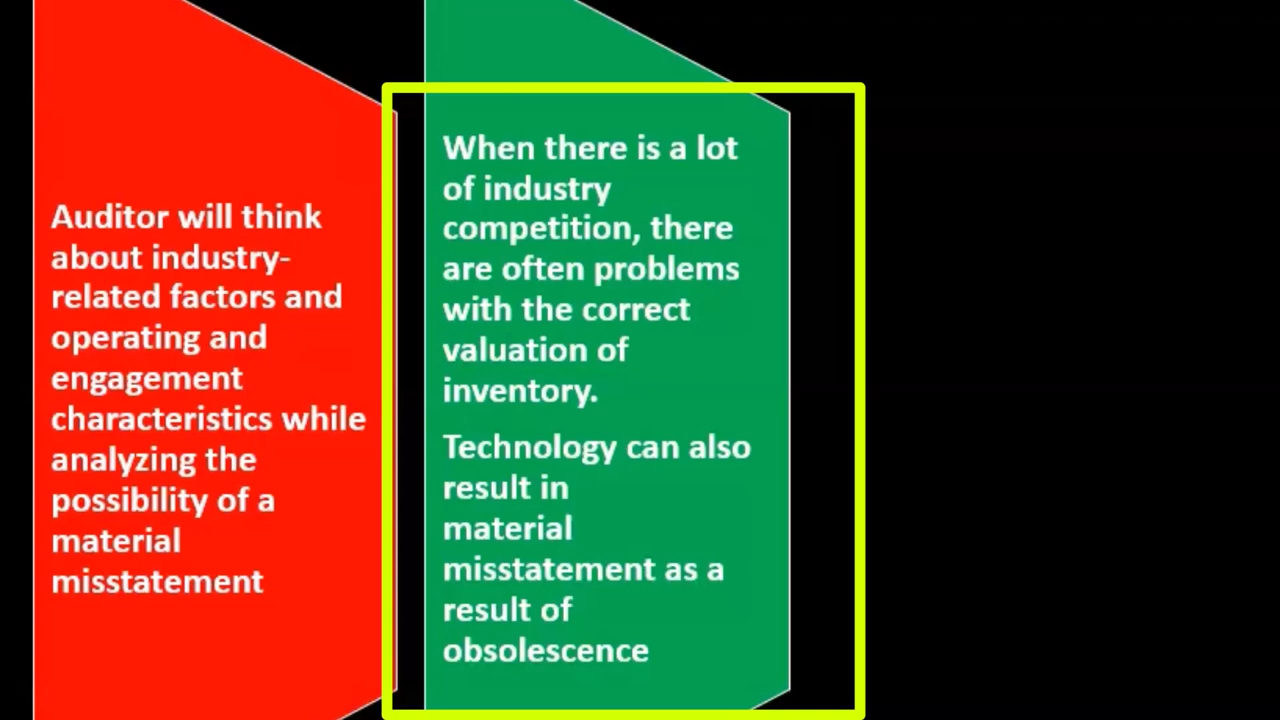 Auditor will think
about industry-
related factors and
operating and
engagement
characteristics while
analyzing the
possibility of a
material
misstatement
When there is a lot
of industry
competition, there
are often problems
with the correct
valuation of
inventory.
Technology can also
result in
material
misstatement as a
result of
obsolescence